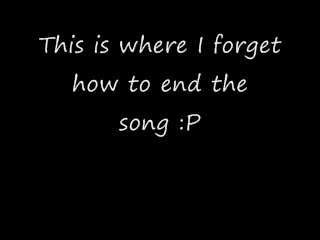 This is where I forget
how to end the
song :P